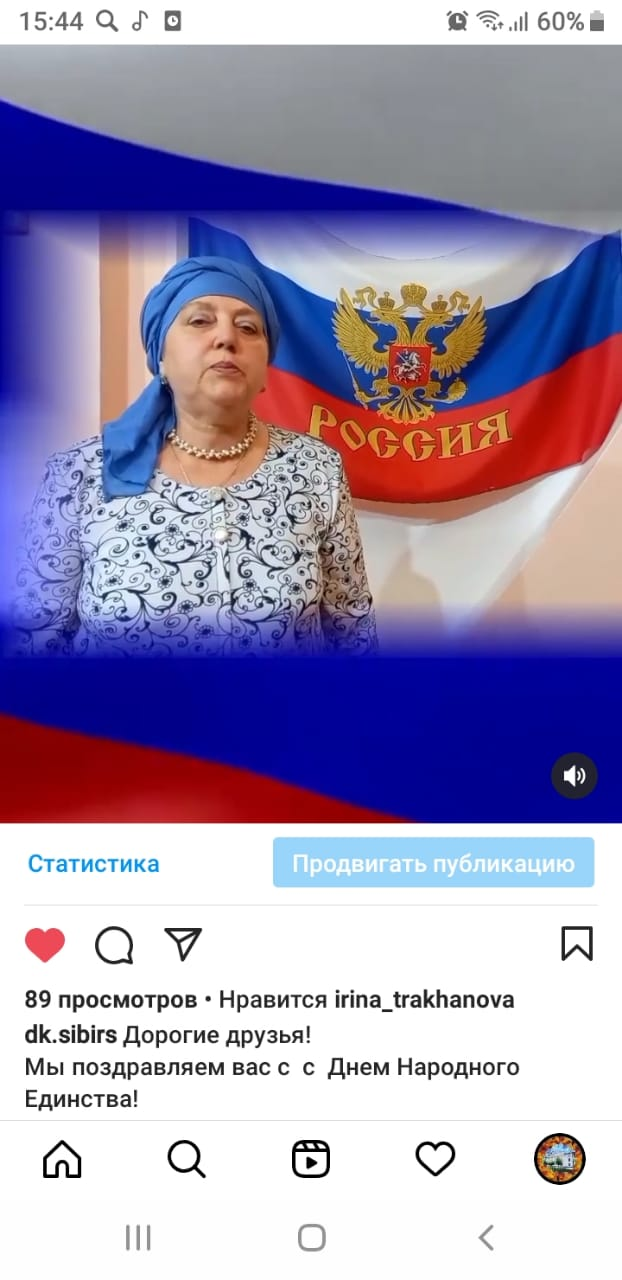 15:44 60%
РОССИЯ
Статистика Продвигать публикацию
89 просмотров • Нравится irina_trakhanova
dk.sibirs Дорогие друзья!
Мы поздравляем вас с с Днем Народного
Единства!